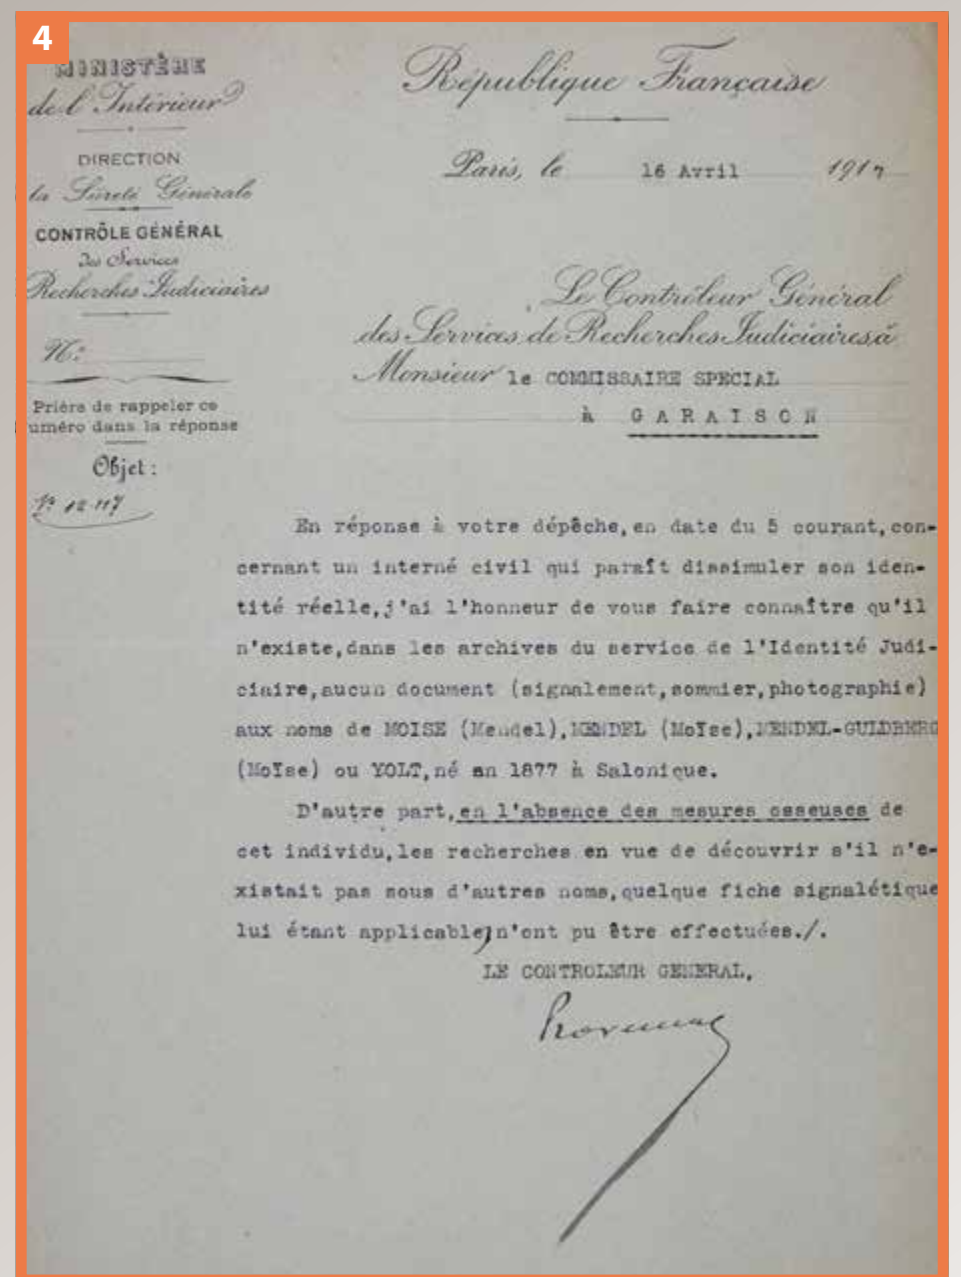 4
MINISTÈRE
de l'Intérieur
DIRECTION
la Sûreté Générale
CONTRÔLE GÉNÉRAL
des Services
Recherches Judiciaires
N°
Prière de rappeler ce
uméro dans la réponse
Objet :
République Française
Paris, le 16 Avril 1917
Le Contrôleur Général
des Services de Recherches Judiciaires à
Monsieur le COMMISSAIRE SPECIAL
à GARAISON
En réponse à votre dépêche, en date du 5 courant, con-
cernant un interné civil qui paraît dissimuler son iden-
tité réelle, j'ai l'honneur de vous faire connaître qu'il
n'existe, dans les archives du service de l'Identité Judi-
ciaire, aucun document (signalement, sommier, photographie)
aux noms de MOISE (Mendel), MENDEL (Moïse), MENDEL-GULDBERG
(Moïse) ou YOLT, né en 1877 à Salonique.
D'autre part, en l'absence des mesures osseuses de
cet individu, les recherches en vue de découvrir s'il n'e-
xistait pas sous d'autres noms, quelque fiche signalétique
lui étant applicable, n'ont pu être effectuées./.
LE CONTROLEUR GENERAL,